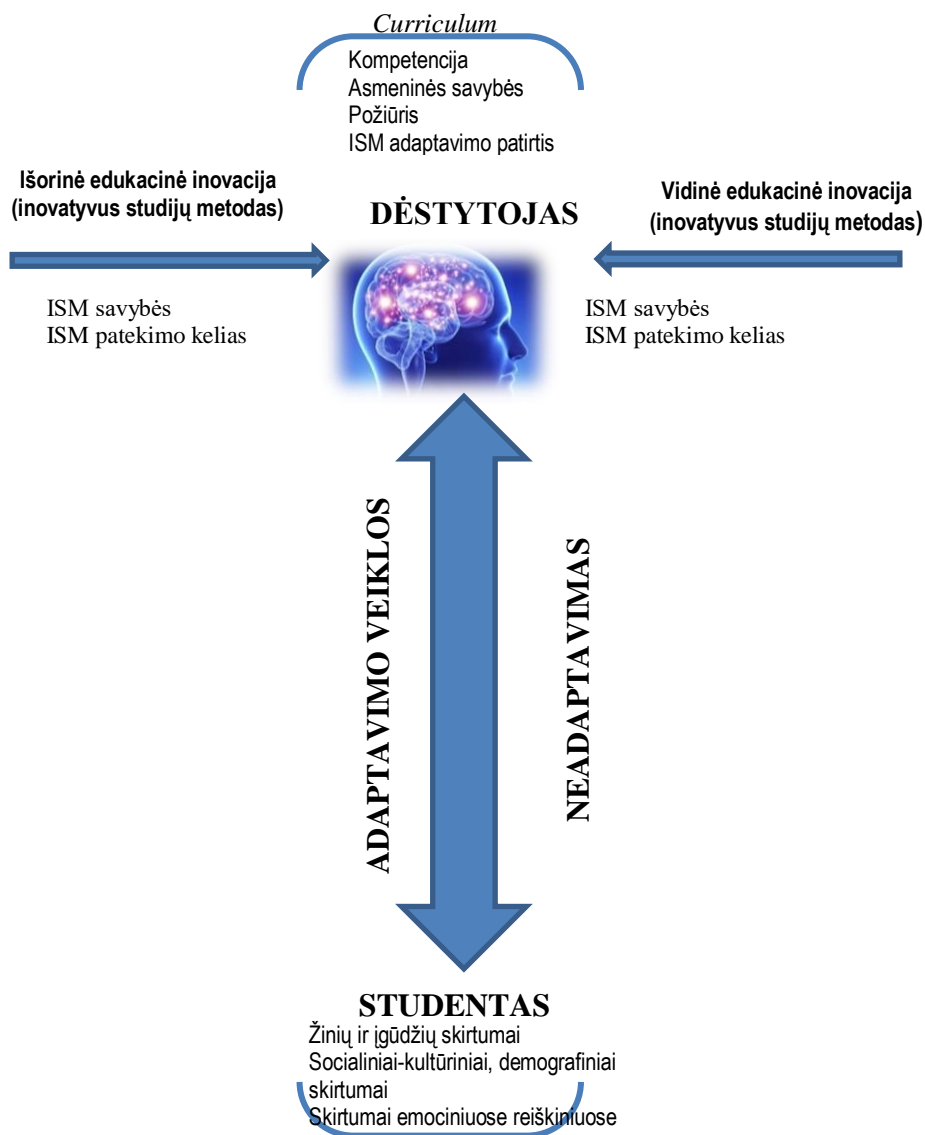 Curriculum
Kompetencija
Asmeninės savybės
Požiūris
ISM adaptavimo patirtis
Išorinė edukacinė inovacija
(inovatyvus studijų metodas)
DĖSTYTOJAS
Vidinė edukacinė inovacija
(inovatyvus studijų metodas)
ISM savybės
ISM patekimo kelias
ISM savybės
ISM patekimo kelias
ADAPTAVIMO VEIKLOS
NEADAPTAVIMAS
STUDENTAS
Žinių ir įgūdžių skirtumai
Socialiniai-kultūriniai, demografiniai
skirtumai
Skirtumai emociniuose reiškiniuose